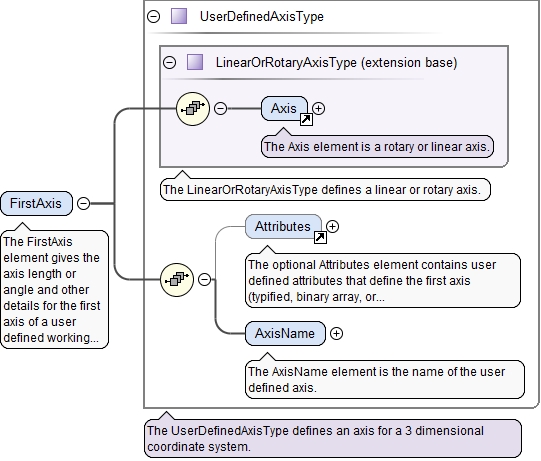 UserDefinedAxisType
LinearOrRotaryAxisType (extension base)
Axis
The Axis element is a rotary or linear axis.
The LinearOrRotaryAxisType defines a linear or rotary axis.
FirstAxis
The FirstAxis
element gives the
axis length or
angle and other
details for the first
axis of a user
defined working...
Attributes
The optional Attributes element contains user
defined attributes that define the first axis
(typified, binary array, or...
AxisName
The AxisName element is the name of the user
defined axis.
The UserDefinedAxisType defines an axis for a 3 dimensional
coordinate system.